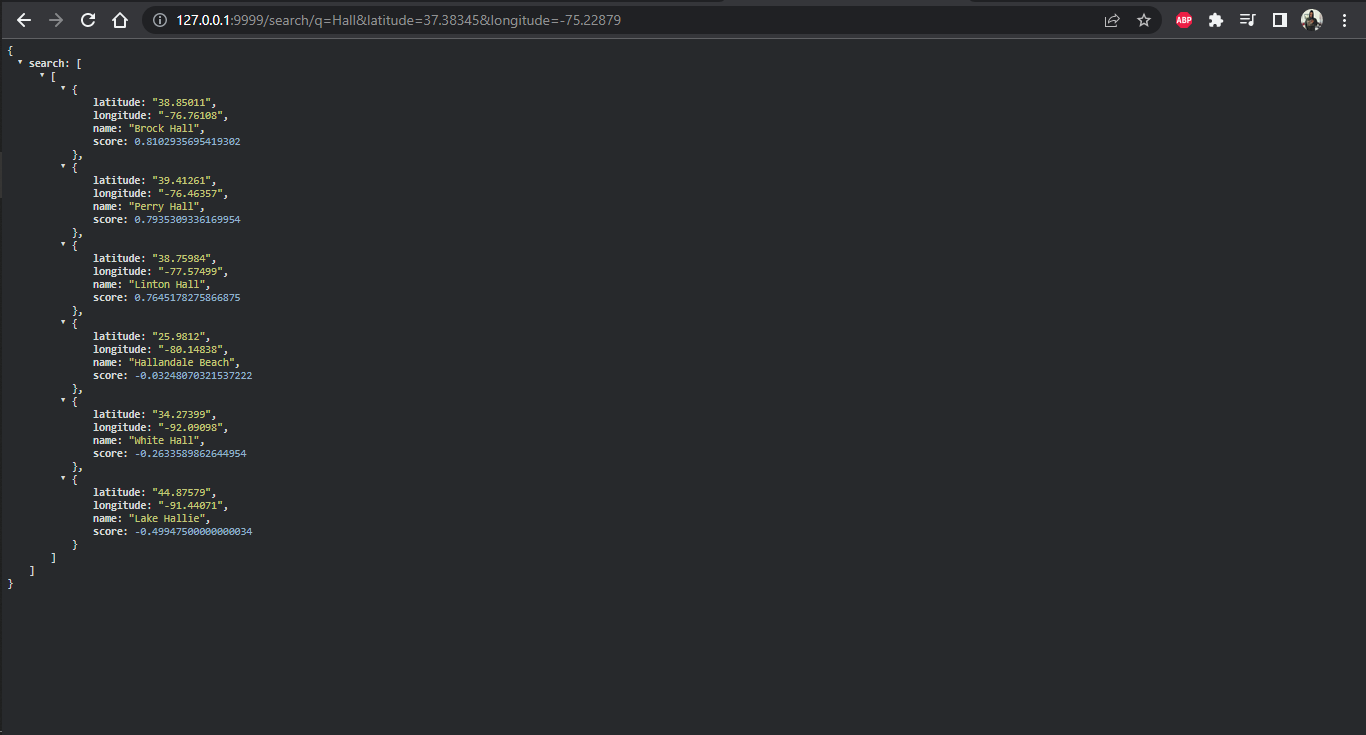 127.0.0.1:9999/search/q=Hall&latitude=37.38345&longitude=-75.22879
ABP
{
search: [
[
{
latitude: "38.85011",
longitude: "-76.76108",
name: "Brock Hall",
score: 0.8102935695419302
},
{
latitude: "39.41261",
longitude: "-76.46357",
name: "Perry Hall",
score: 0.7935309336169954
},
{
latitude: "38.75984",
longitude: "-77.57499",
name: "Linton Hall",
score: 0.7645178275866875
},
{
latitude: "25.9812",
longitude: "-80.14838",
name: "Hallandale Beach",
score: -0.03248070321537222
},
{
latitude: "34.27399",
longitude: "-92.09098",
name: "White Hall",
score: -0.2633589862644954
},
{
latitude: "44.87579",
longitude: "-91.44071",
name: "Lake Hallie",
score: -0.49947500000000034
}
]
]
}